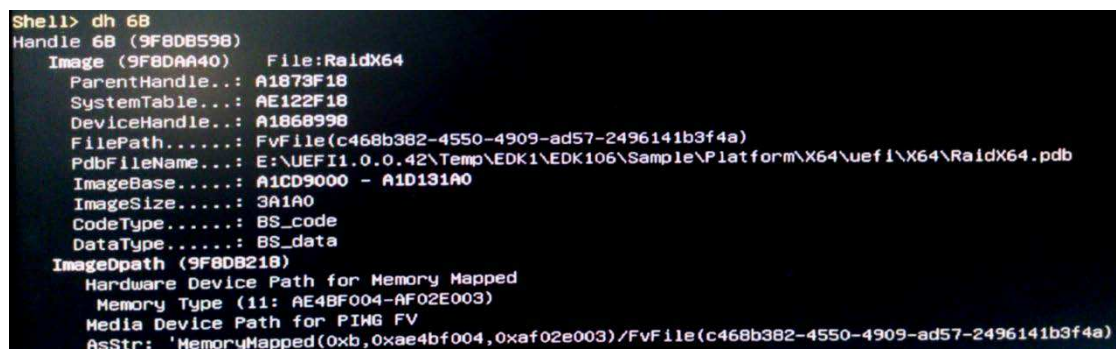 Shell> dh 6B
Handle 6B (9F8DB598)
Image (9F8DAA40) File:RaidX64
ParentHandle..: A1873F18
SystemTable...: AE122F18
DeviceHandle..: A1868998
FilePath......: FvFile(c468b382-4550-4909-ad57-2496141b3f4a)
PdbFileName...: E:\UEFI1.0.0.42\Temp\EDK1\EDK106\Sample\Platform\X64\uefi\X64\RaidX64.pdb
ImageBase.....: A1CD9000 - A1D131A0
ImageSize.....: 3A1A0
CodeType......: BS_code
DataType......: BS_data
ImageDpath (9F8DB218)
Hardware Device Path for Memory Mapped
Memory Type (11: AE4BF004-AF02E003)
Media Device Path for PIWG FV
AsStr: 'MemoryMapped(0xb,0xae4bf004,0xaf02e003)/FvFile(c468b382-4550-4909-ad57-2496141b3f4a)